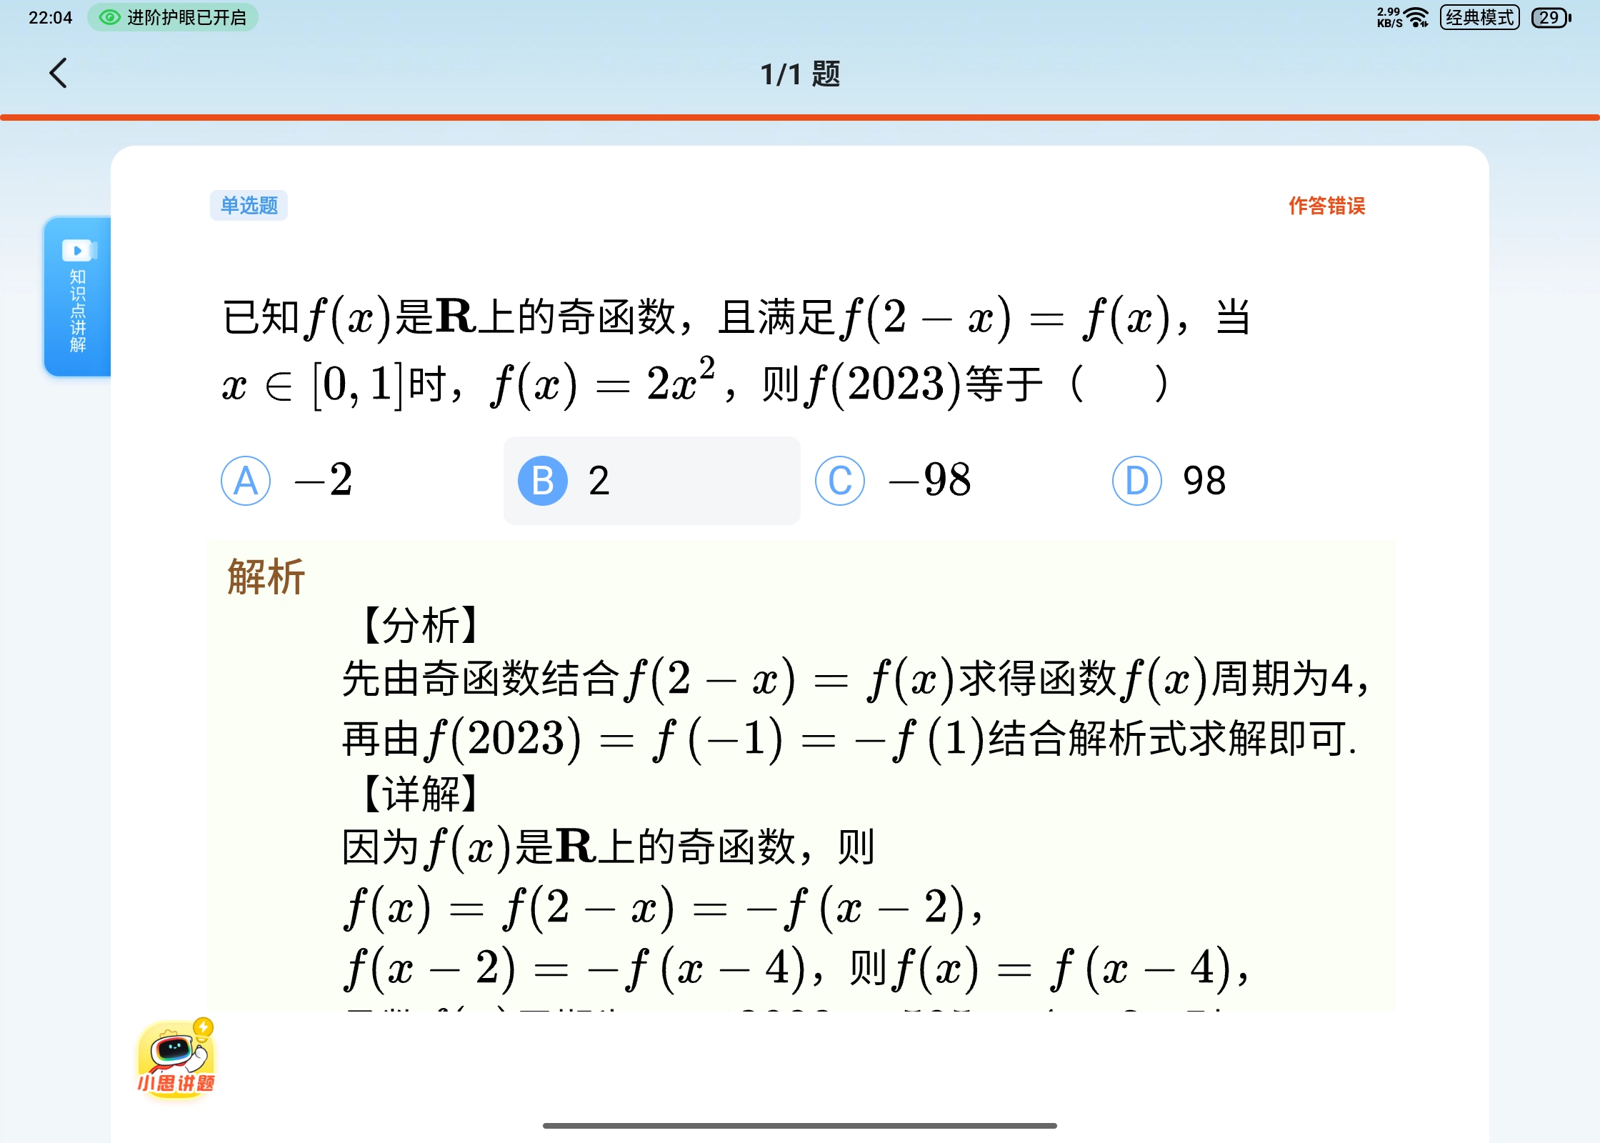 22:04 进阶护眼已开启 2.99 KB/S 经典模式 29
1/1 题
单选题 作答错误
知识点讲解
已知f(x)是R上的奇函数，且满足f(2 − x) = f(x)，当
x ∈ [0, 1]时，f(x) = 2x²，则f(2023)等于（　　）
A −2 B 2 C −98 D 98
解析
【分析】
先由奇函数结合f(2 − x) = f(x)求得函数f(x)周期为4，
再由f(2023) = f(−1) = −f(1)结合解析式求解即可.
【详解】
因为f(x)是R上的奇函数，则
f(x) = f(2 − x) = −f(x − 2)，
f(x − 2) = −f(x − 4)，则f(x) = f(x − 4)，
小思讲题